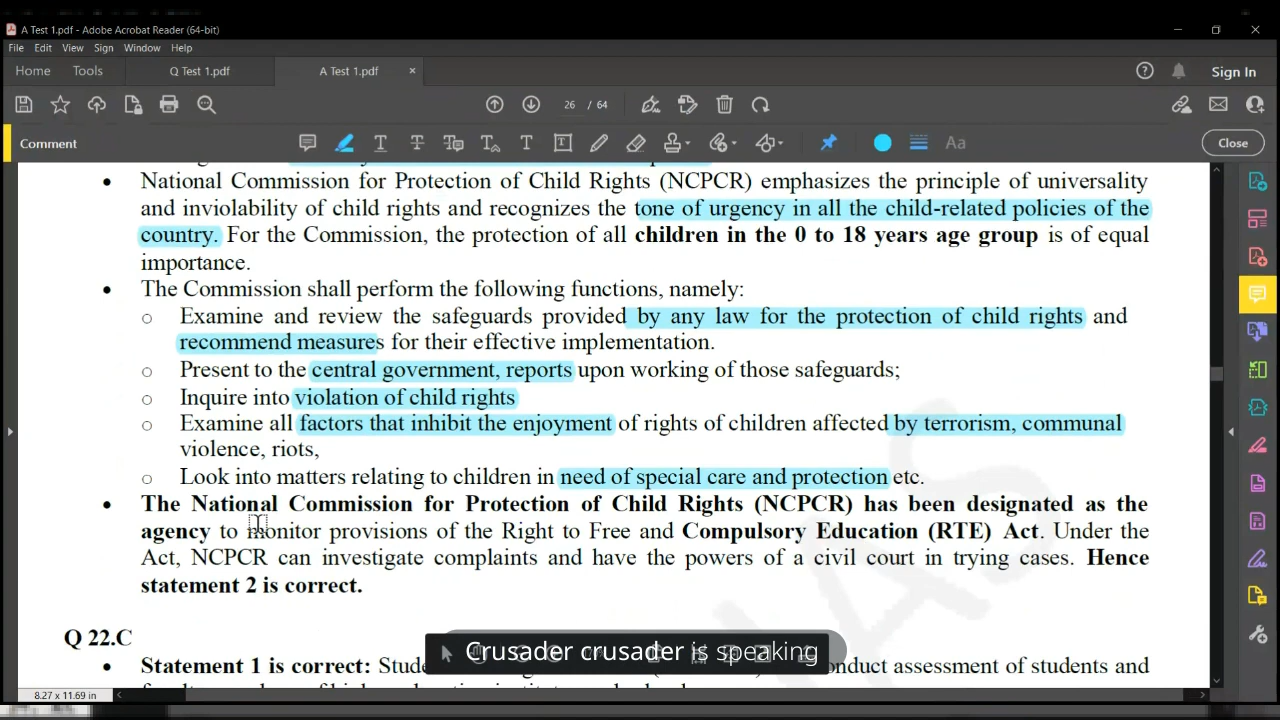 A Test 1.pdf - Adobe Acrobat Reader (64-bit)
File Edit View Sign Window Help
Home Tools Q Test 1.pdf A Test 1.pdf × Sign In
26 / 64
Comment Aa Close
National Commission for Protection of Child Rights (NCPCR) emphasizes the principle of universality
and inviolability of child rights and recognizes the tone of urgency in all the child-related policies of the
country. For the Commission, the protection of all children in the 0 to 18 years age group is of equal
importance.
The Commission shall perform the following functions, namely:
Examine and review the safeguards provided by any law for the protection of child rights and
recommend measures for their effective implementation.
Present to the central government, reports upon working of those safeguards;
Inquire into violation of child rights
Examine all factors that inhibit the enjoyment of rights of children affected by terrorism, communal
violence, riots,
Look into matters relating to children in need of special care and protection etc.
The National Commission for Protection of Child Rights (NCPCR) has been designated as the
agency to monitor provisions of the Right to Free and Compulsory Education (RTE) Act. Under the
Act, NCPCR can investigate complaints and have the powers of a civil court in trying cases. Hence
statement 2 is correct.
Q 22.C
Crusader crusader is speaking
Statement 1 is correct: conduct assessment of students and
8.27 x 11.69 in